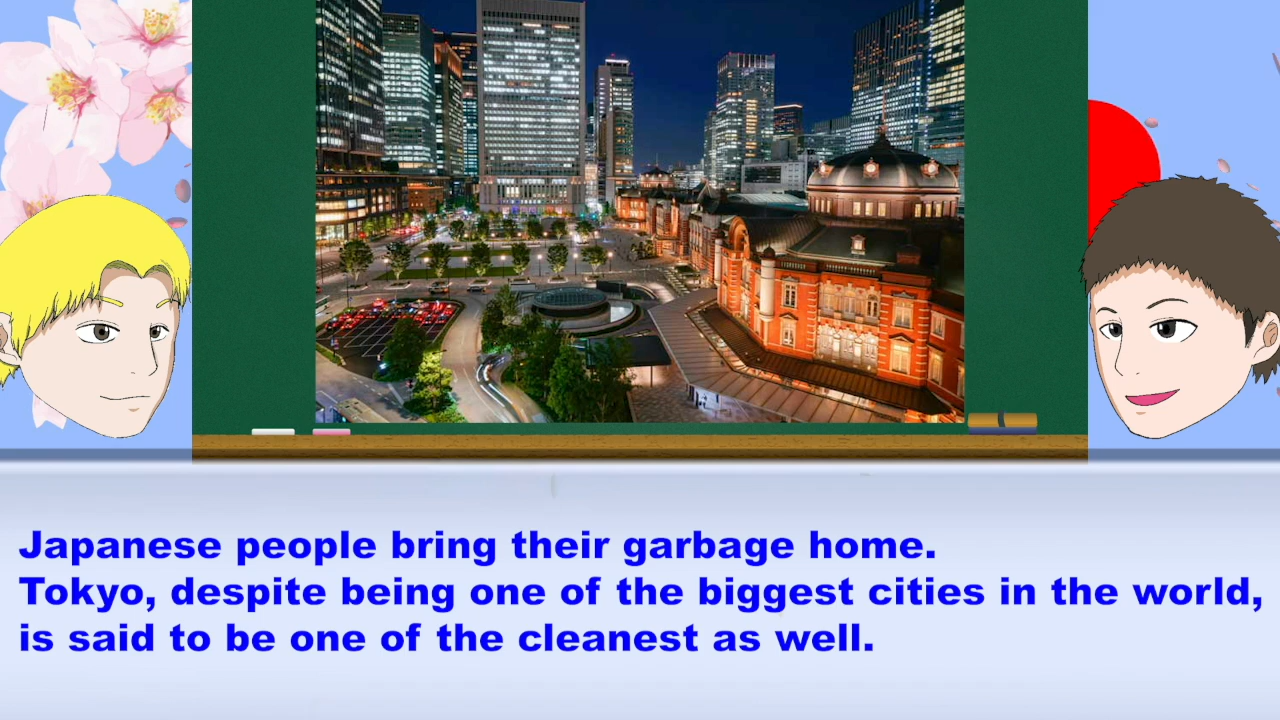 Japanese people bring their garbage home.
Tokyo, despite being one of the biggest cities in the world,
is said to be one of the cleanest as well.